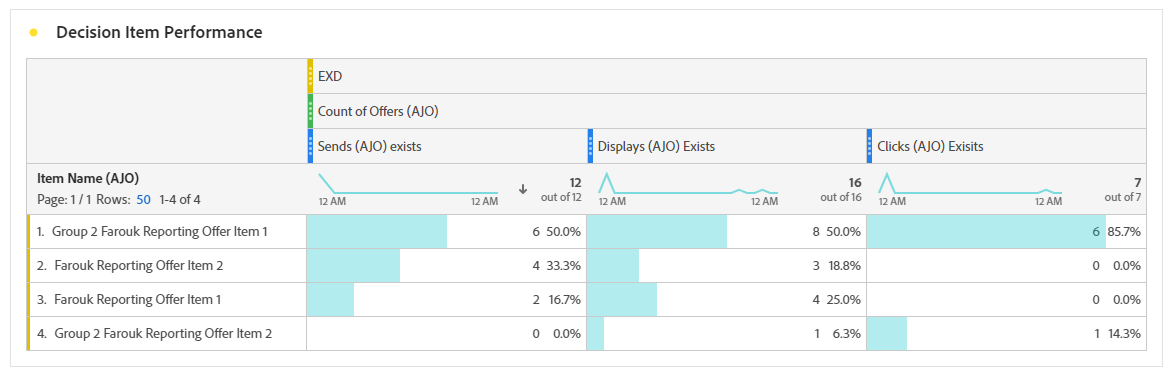 Decision Item Performance
EXD
Count of Offers (AJO)
Sends (AJO) exists
Displays (AJO) Exists
Clicks (AJO) Exisits
Item Name (AJO)
Page: 1 / 1 Rows: 50 1-4 of 4
12 AM 12 AM
12
out of 12
12 AM 12 AM
16
out of 16
12 AM 12 AM
7
out of 7
1. Group 2 Farouk Reporting Offer Item 1 6 50.0% 8 50.0% 6 85.7%
2. Farouk Reporting Offer Item 2 4 33.3% 3 18.8% 0 0.0%
3. Farouk Reporting Offer Item 1 2 16.7% 4 25.0% 0 0.0%
4. Group 2 Farouk Reporting Offer Item 2 0 0.0% 1 6.3% 1 14.3%